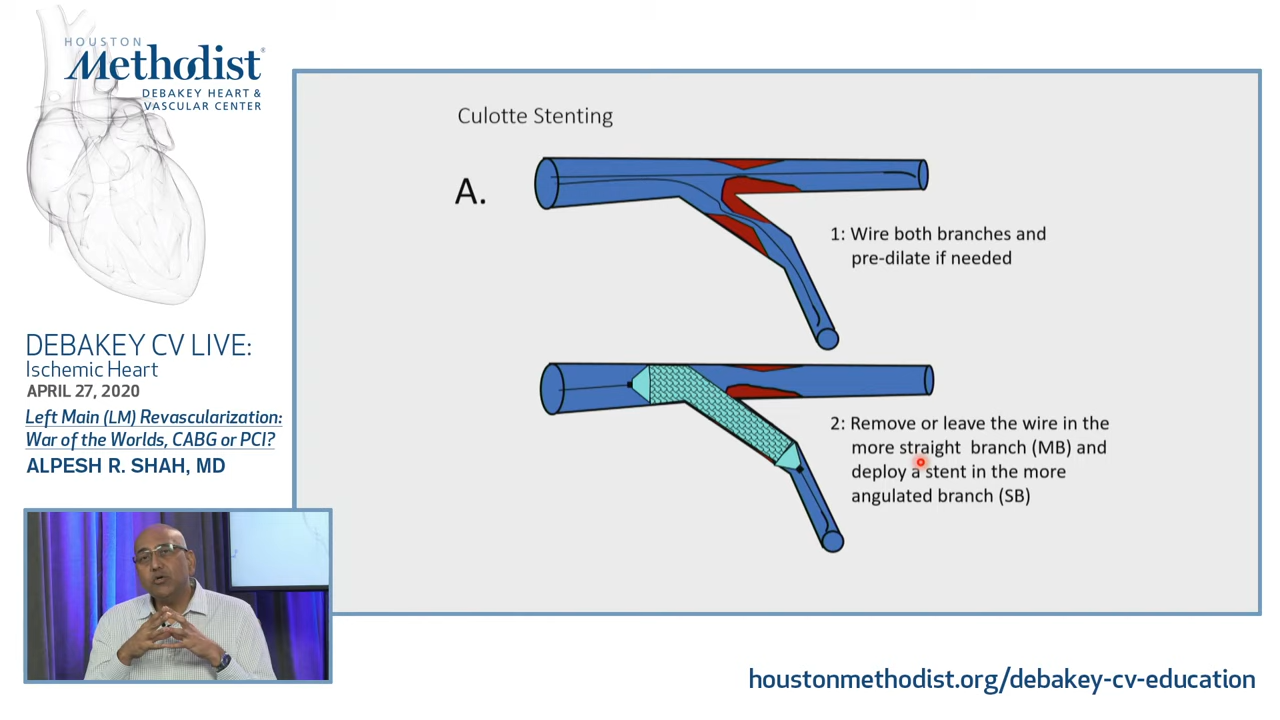 HOUSTON
Methodist®
DEBAKEY HEART &
VASCULAR CENTER
DEBAKEY CV LIVE:
Ischemic Heart
APRIL 27, 2020
Left Main (LM) Revascularization:
War of the Worlds, CABG or PCI?
ALPESH R. SHAH, MD
Culotte Stenting
A.
1: Wire both branches and
pre-dilate if needed
2: Remove or leave the wire in the
more straight branch (MB) and
deploy a stent in the more
angulated branch (SB)
houstonmethodist.org/debakey-cv-education